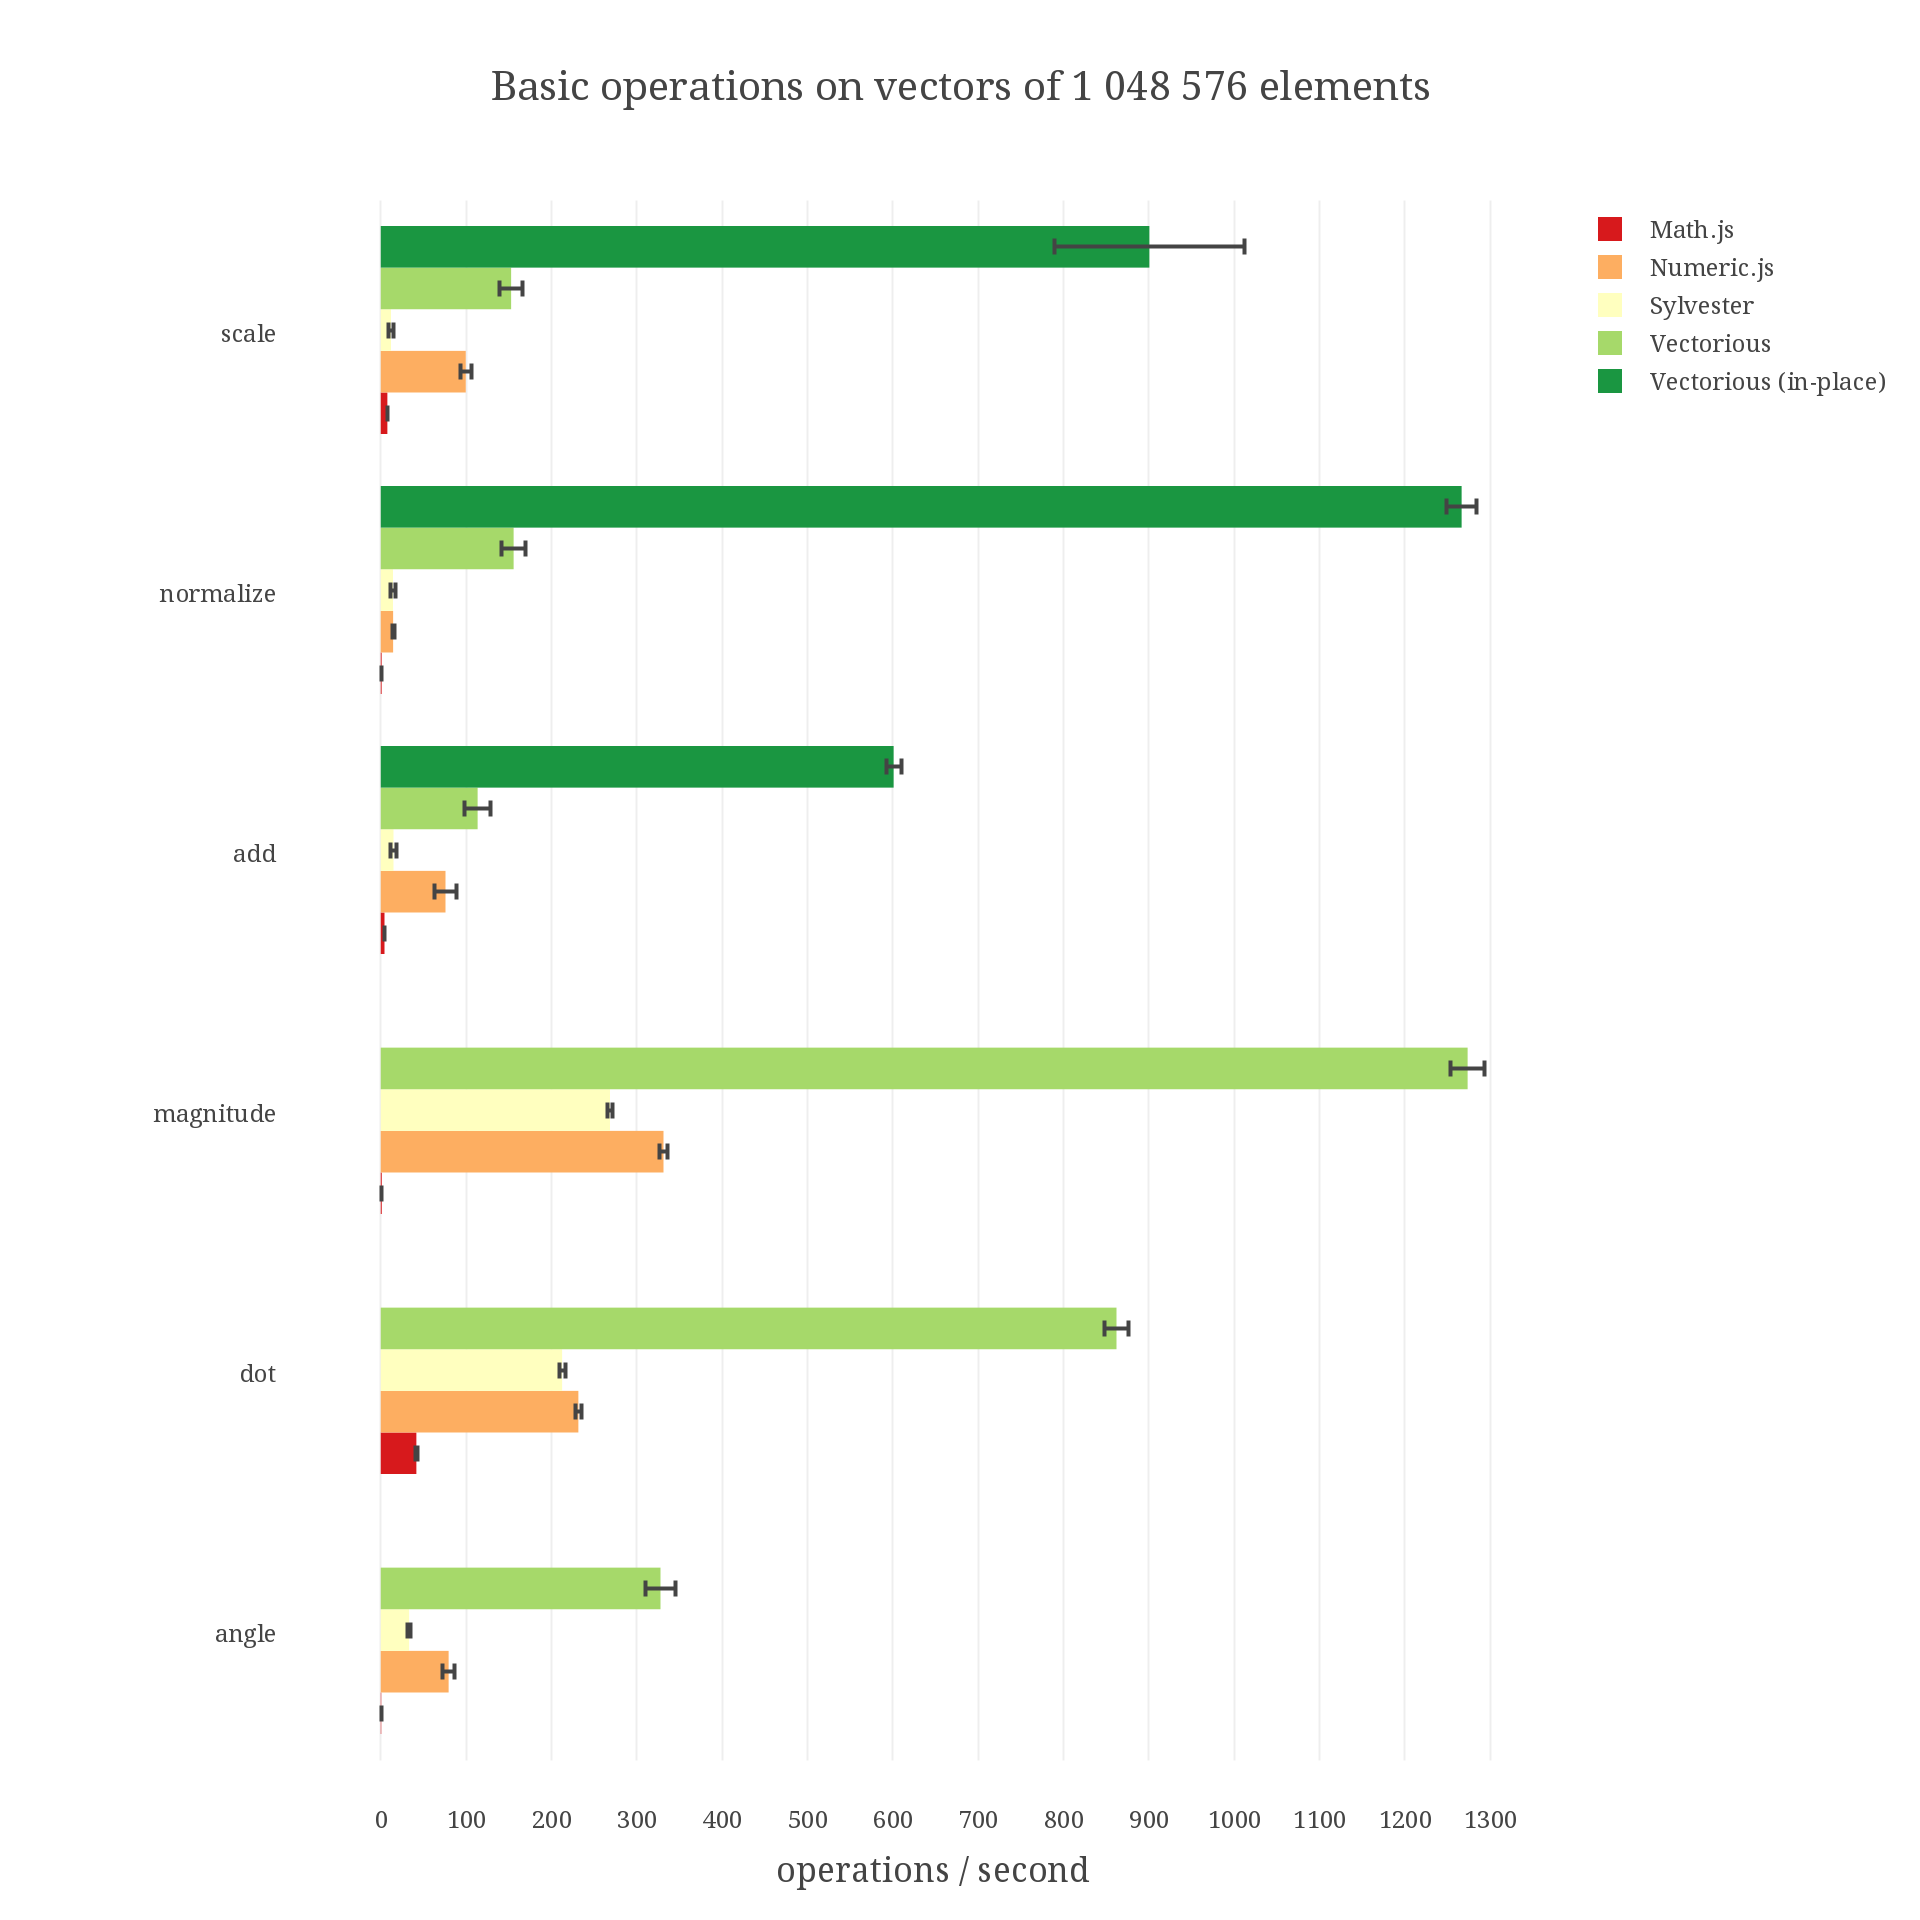 Basic operations on vectors of 1 048 576 elements
Math.js
Numeric.js
Sylvester
Vectorious
Vectorious (in-place)
scale
normalize
add
magnitude
dot
angle
0 100 200 300 400 500 600 700 800 900 1000 1100 1200 1300
operations / second